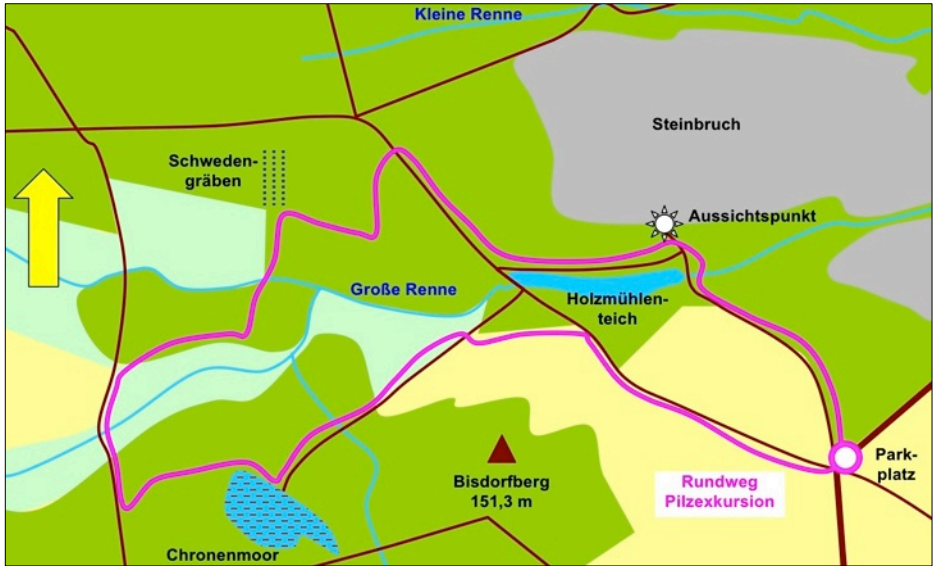 Kleine Renne
Steinbruch
Schweden-
gräben
Aussichtspunkt
Große Renne
Holzmühlen-
teich
Park-
platz
Bisdorfberg
151,3 m
Rundweg
Pilzexkursion
Chronenmoor